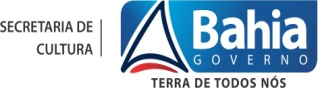 SECRETARIA DE
CULTURA
Bahia
GOVERNO
TERRA DE TODOS NÓS